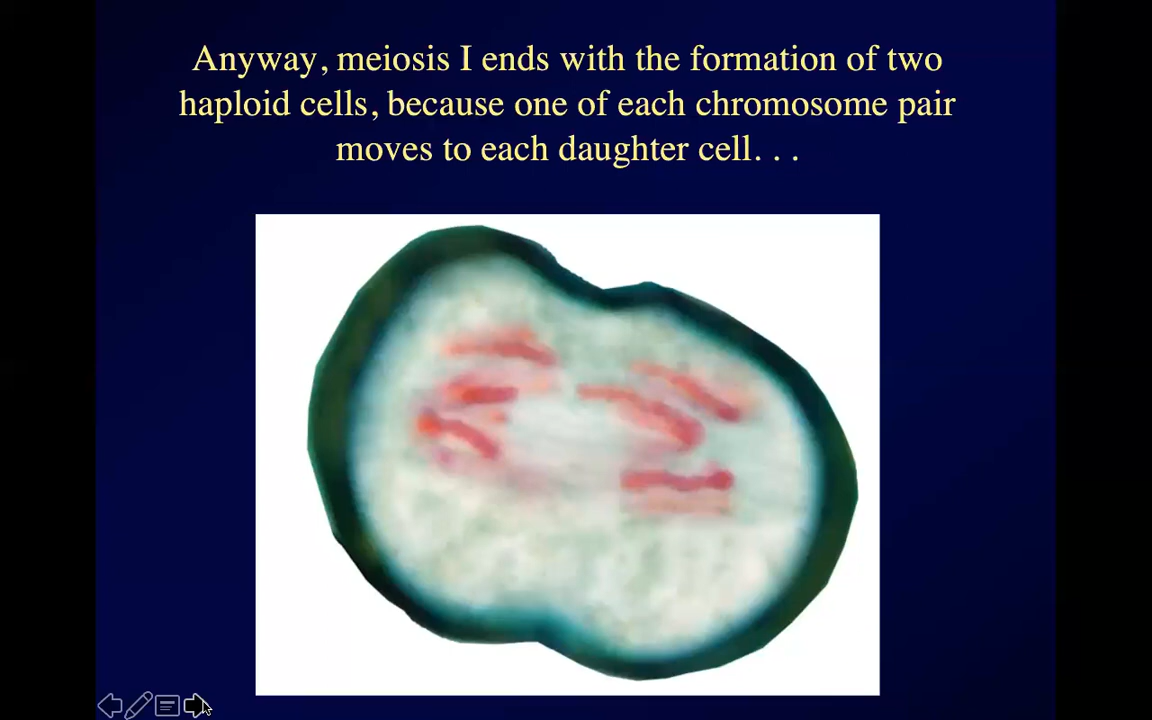 Anyway, meiosis I ends with the formation of two
haploid cells, because one of each chromosome pair
moves to each daughter cell. . .